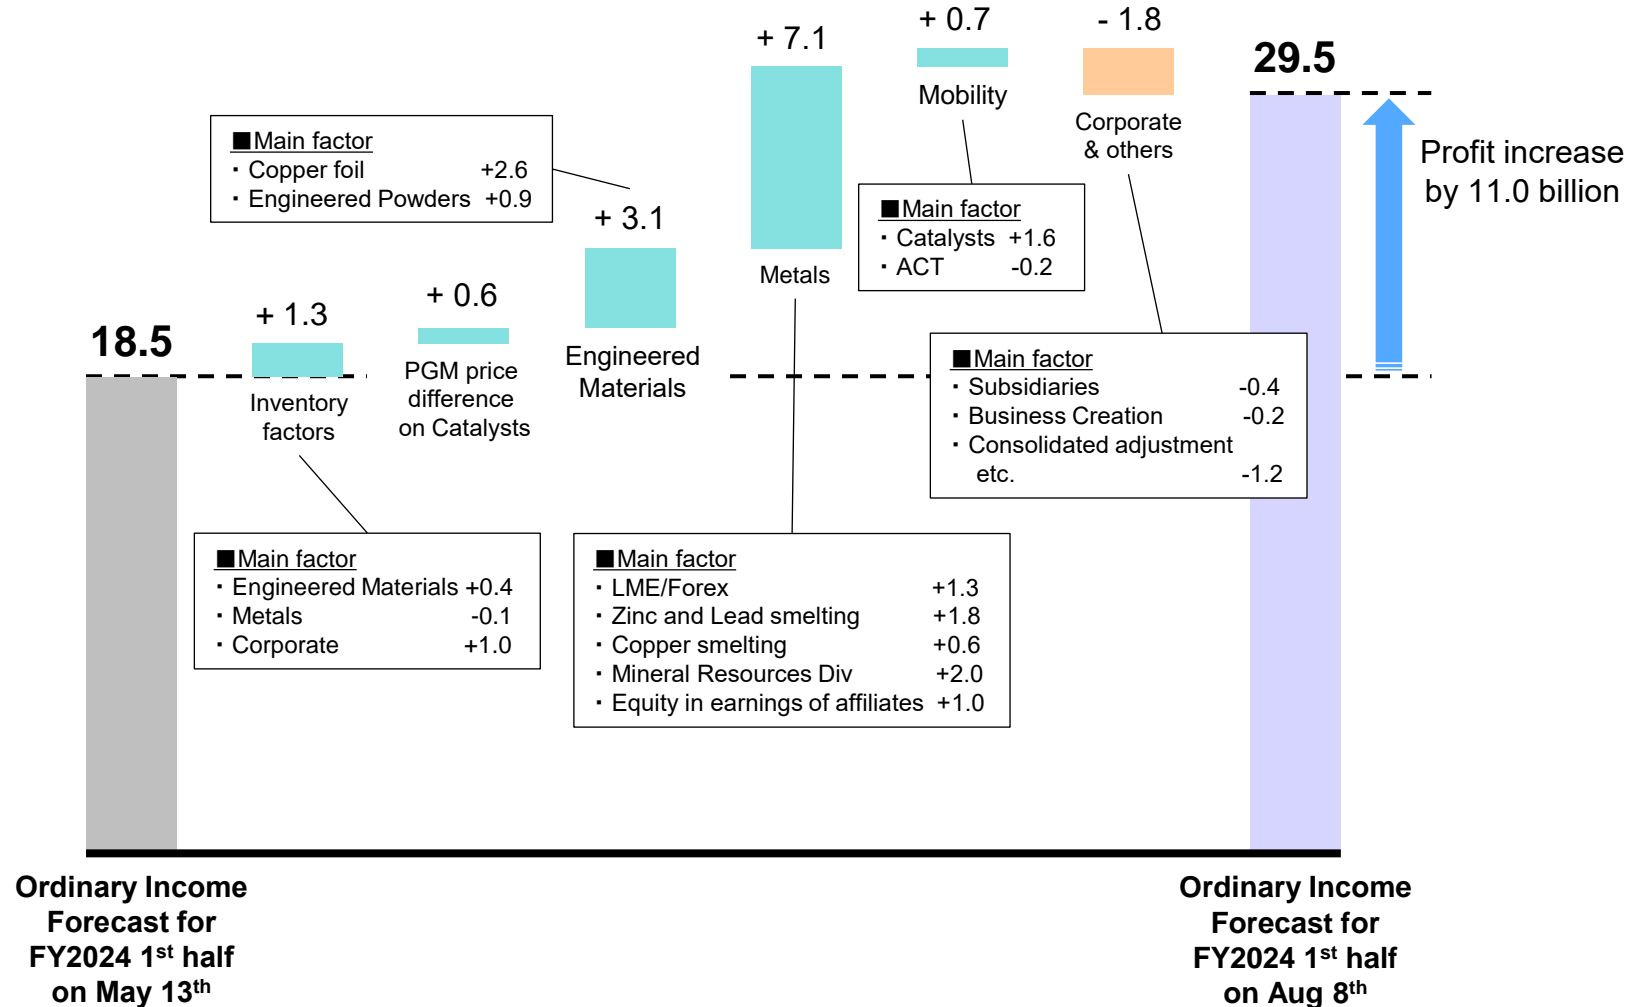 18.5
+ 1.3
Inventory
factors
■Main factor
・Engineered Materials +0.4
・Metals -0.1
・Corporate +1.0
+ 0.6
PGM price
difference
on Catalysts
■Main factor
・Copper foil +2.6
・Engineered Powders +0.9
+ 3.1
Engineered
Materials
+ 7.1
Metals
■Main factor
・LME/Forex +1.3
・Zinc and Lead smelting +1.8
・Copper smelting +0.6
・Mineral Resources Div +2.0
・Equity in earnings of affiliates +1.0
+ 0.7
Mobility
■Main factor
・Catalysts +1.6
・ACT -0.2
- 1.8
Corporate
& others
■Main factor
・Subsidiaries -0.4
・Business Creation -0.2
・Consolidated adjustment
etc. -1.2
29.5
Profit increase
by 11.0 billion
Ordinary Income
Forecast for
FY2024 1st half
on May 13th
Ordinary Income
Forecast for
FY2024 1st half
on Aug 8th